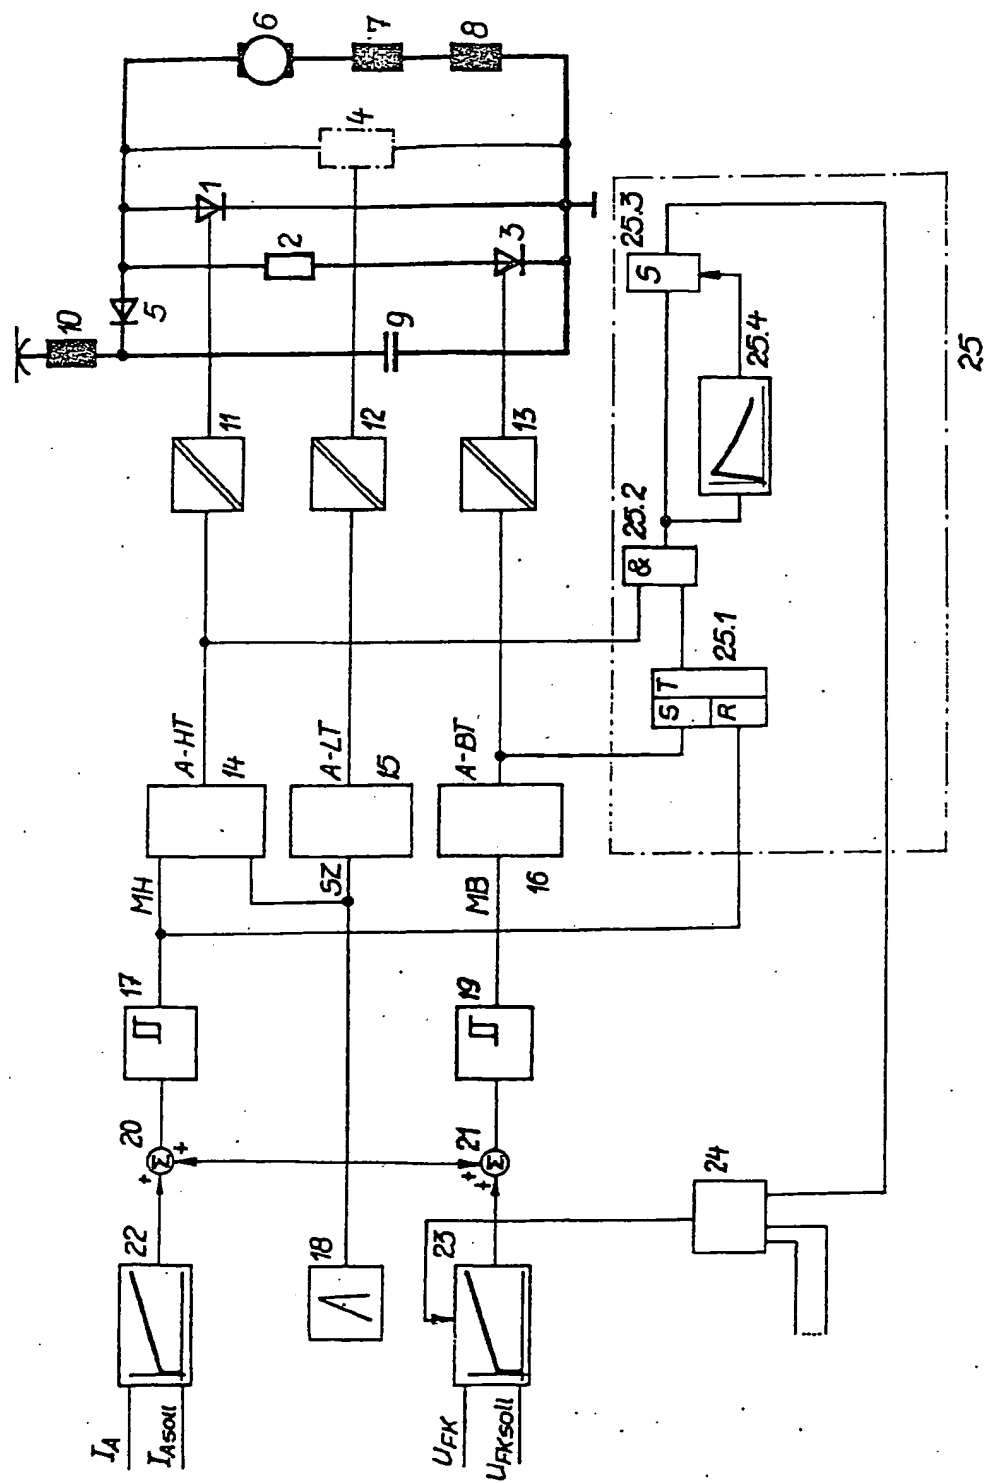 6
7
8
4
1
2
3
5
10
9
11
12
13
25.3
S
25.4
25
25.2
&
25.1
S
T
R
A-HT
14
A-LT
15
A-BT
16
MH
SZ
MB
17
19
20
Σ
+
+
21
Σ
+
+
22
18
23
24
I_A
I_Asoll
U_FK
U_FKsoll